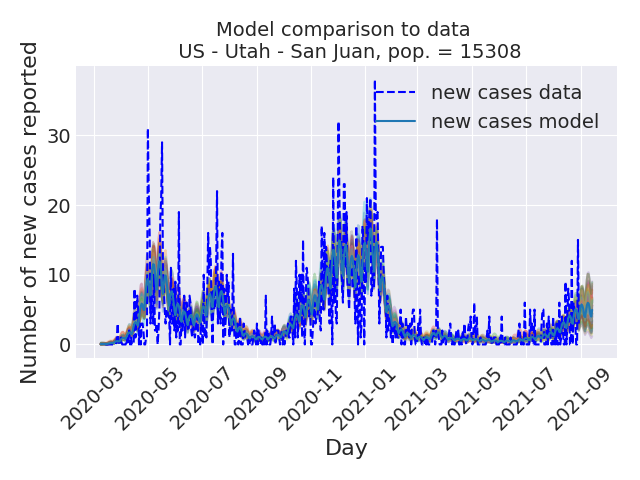 Model comparison to data
US - Utah - San Juan, pop. = 15308
Number of new cases reported
30
20
10
0
new cases data
new cases model
2020-03
2020-05
2020-07
2020-09
2020-11
2021-01
2021-03
2021-05
2021-07
2021-09
Day